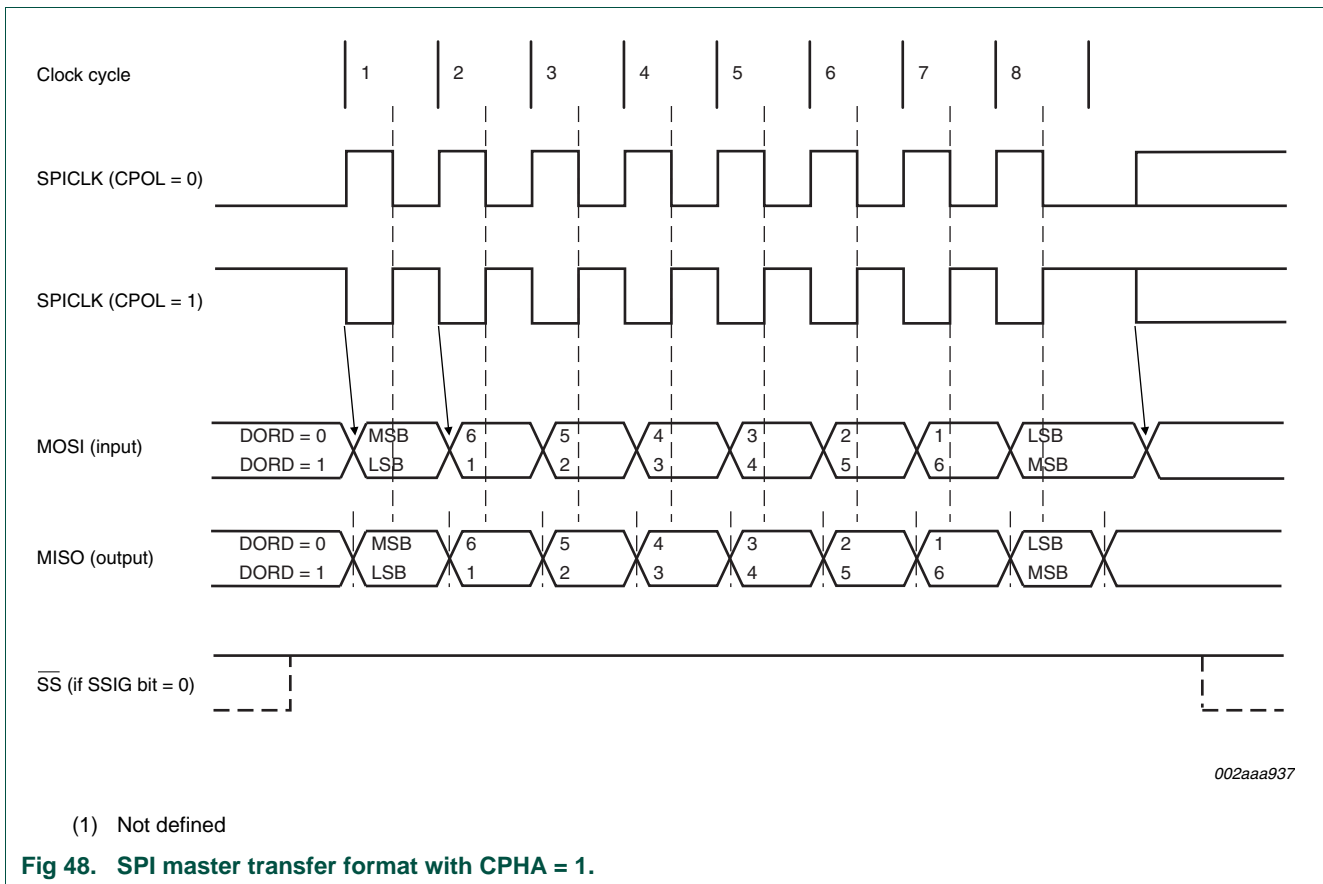 Clock cycle 1 2 3 4 5 6 7 8
SPICLK (CPOL = 0)
SPICLK (CPOL = 1)
DORD = 0 MSB 6 5 4 3 2 1 LSB
MOSI (input)
DORD = 1 LSB 1 2 3 4 5 6 MSB
DORD = 0 MSB 6 5 4 3 2 1 LSB
MISO (output)
DORD = 1 LSB 1 2 3 4 5 6 MSB
SS (if SSIG bit = 0)
002aaa937
(1) Not defined
Fig 48. SPI master transfer format with CPHA = 1.